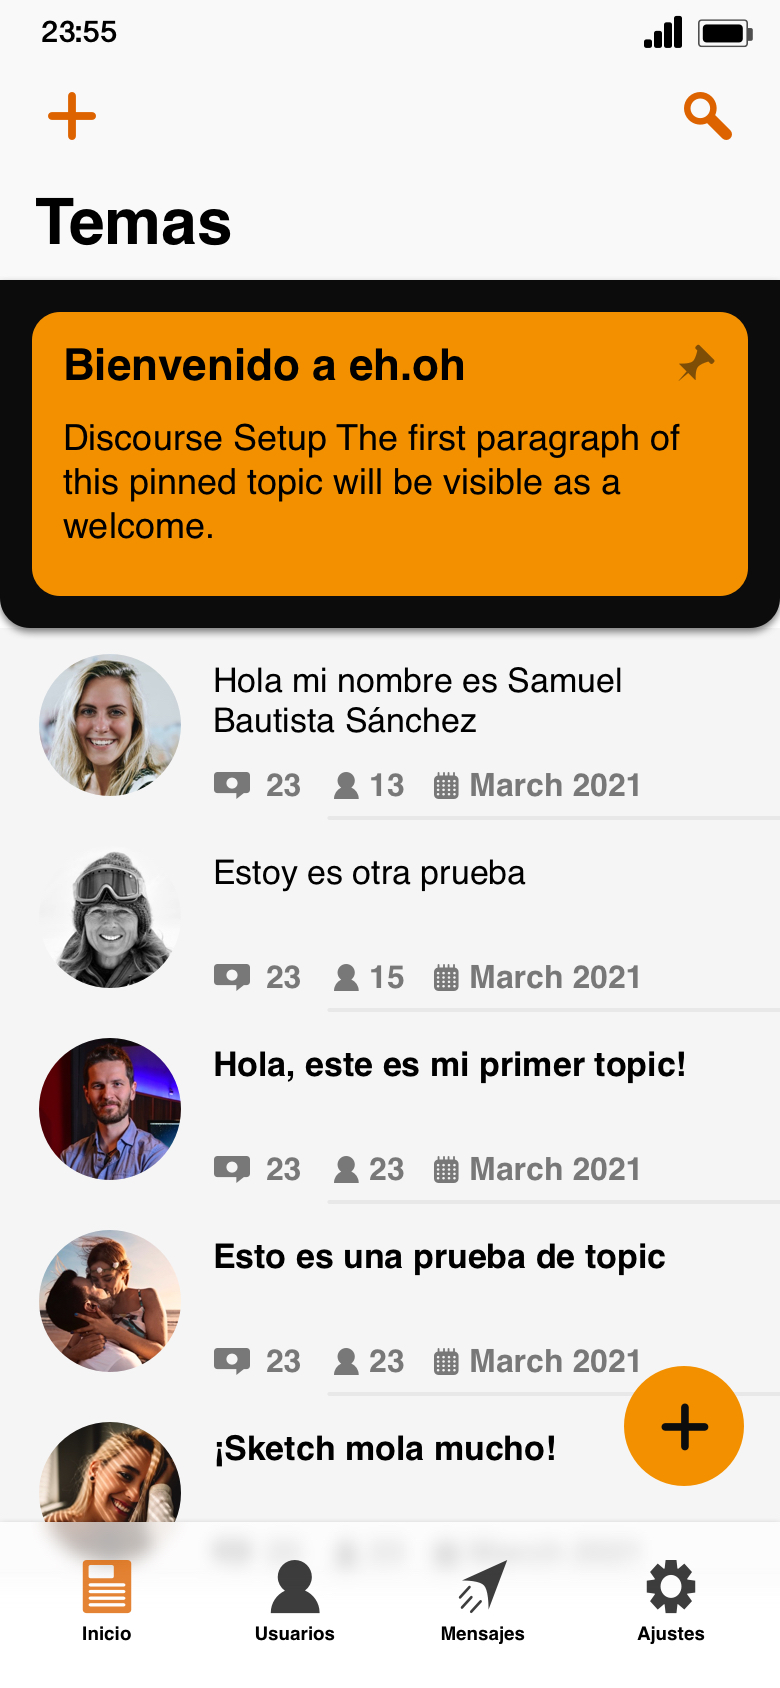 23:55
Temas
Bienvenido a eh.oh
Discourse Setup The first paragraph of
this pinned topic will be visible as a
welcome.
Hola mi nombre es Samuel
Bautista Sánchez
23 13 March 2021
Estoy es otra prueba
23 15 March 2021
Hola, este es mi primer topic!
23 23 March 2021
Esto es una prueba de topic
23 23 March 2021
¡Sketch mola mucho!
Inicio Usuarios Mensajes Ajustes